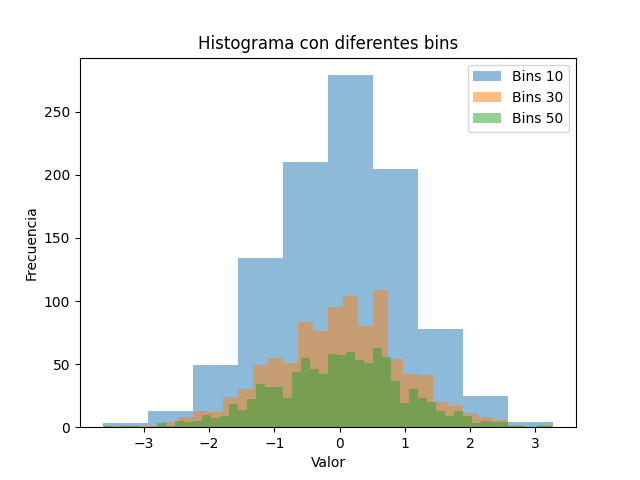 Histograma con diferentes bins
Bins 10
Bins 30
Bins 50
Frecuencia
250
200
150
100
50
0
−3
−2
−1
0
1
2
3
Valor